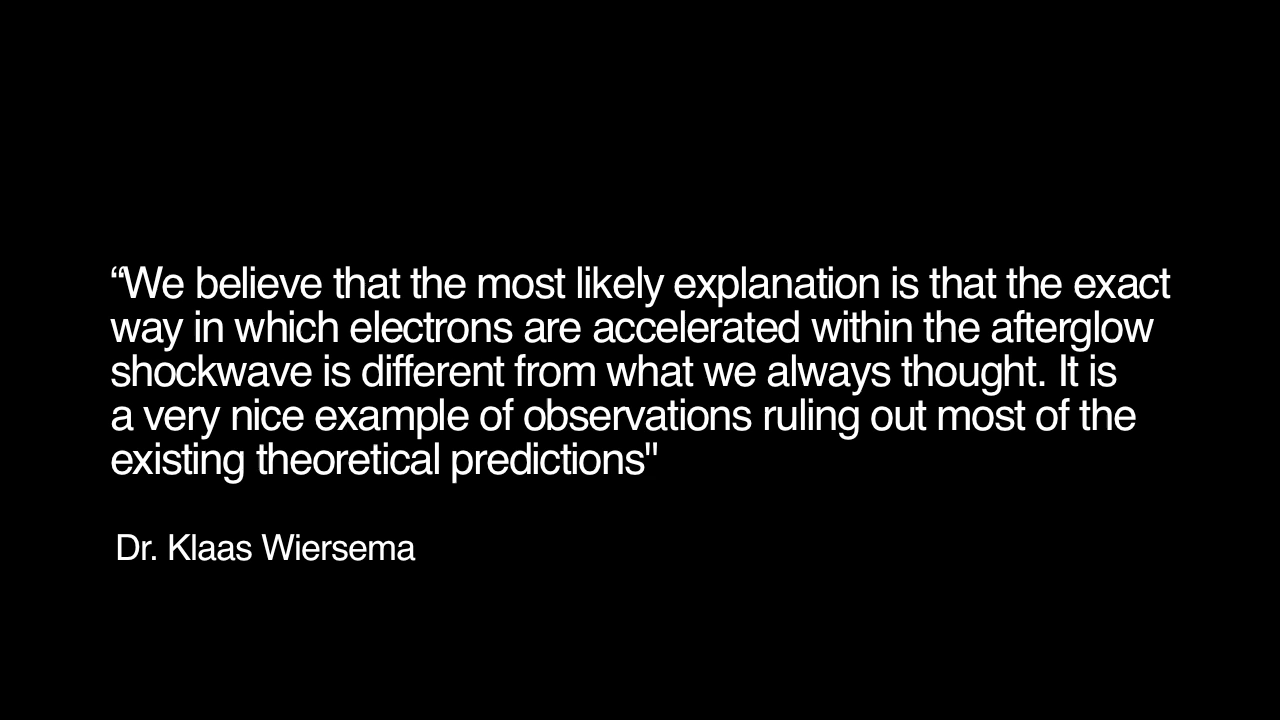 “We believe that the most likely explanation is that the exact
way in which electrons are accelerated within the afterglow
shockwave is different from what we always thought. It is
a very nice example of observations ruling out most of the
existing theoretical predictions"
Dr. Klaas Wiersema